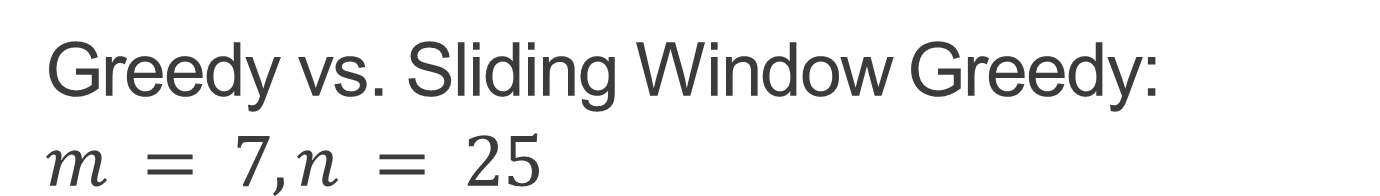 Greedy vs. Sliding Window Greedy:
m = 7, n = 25